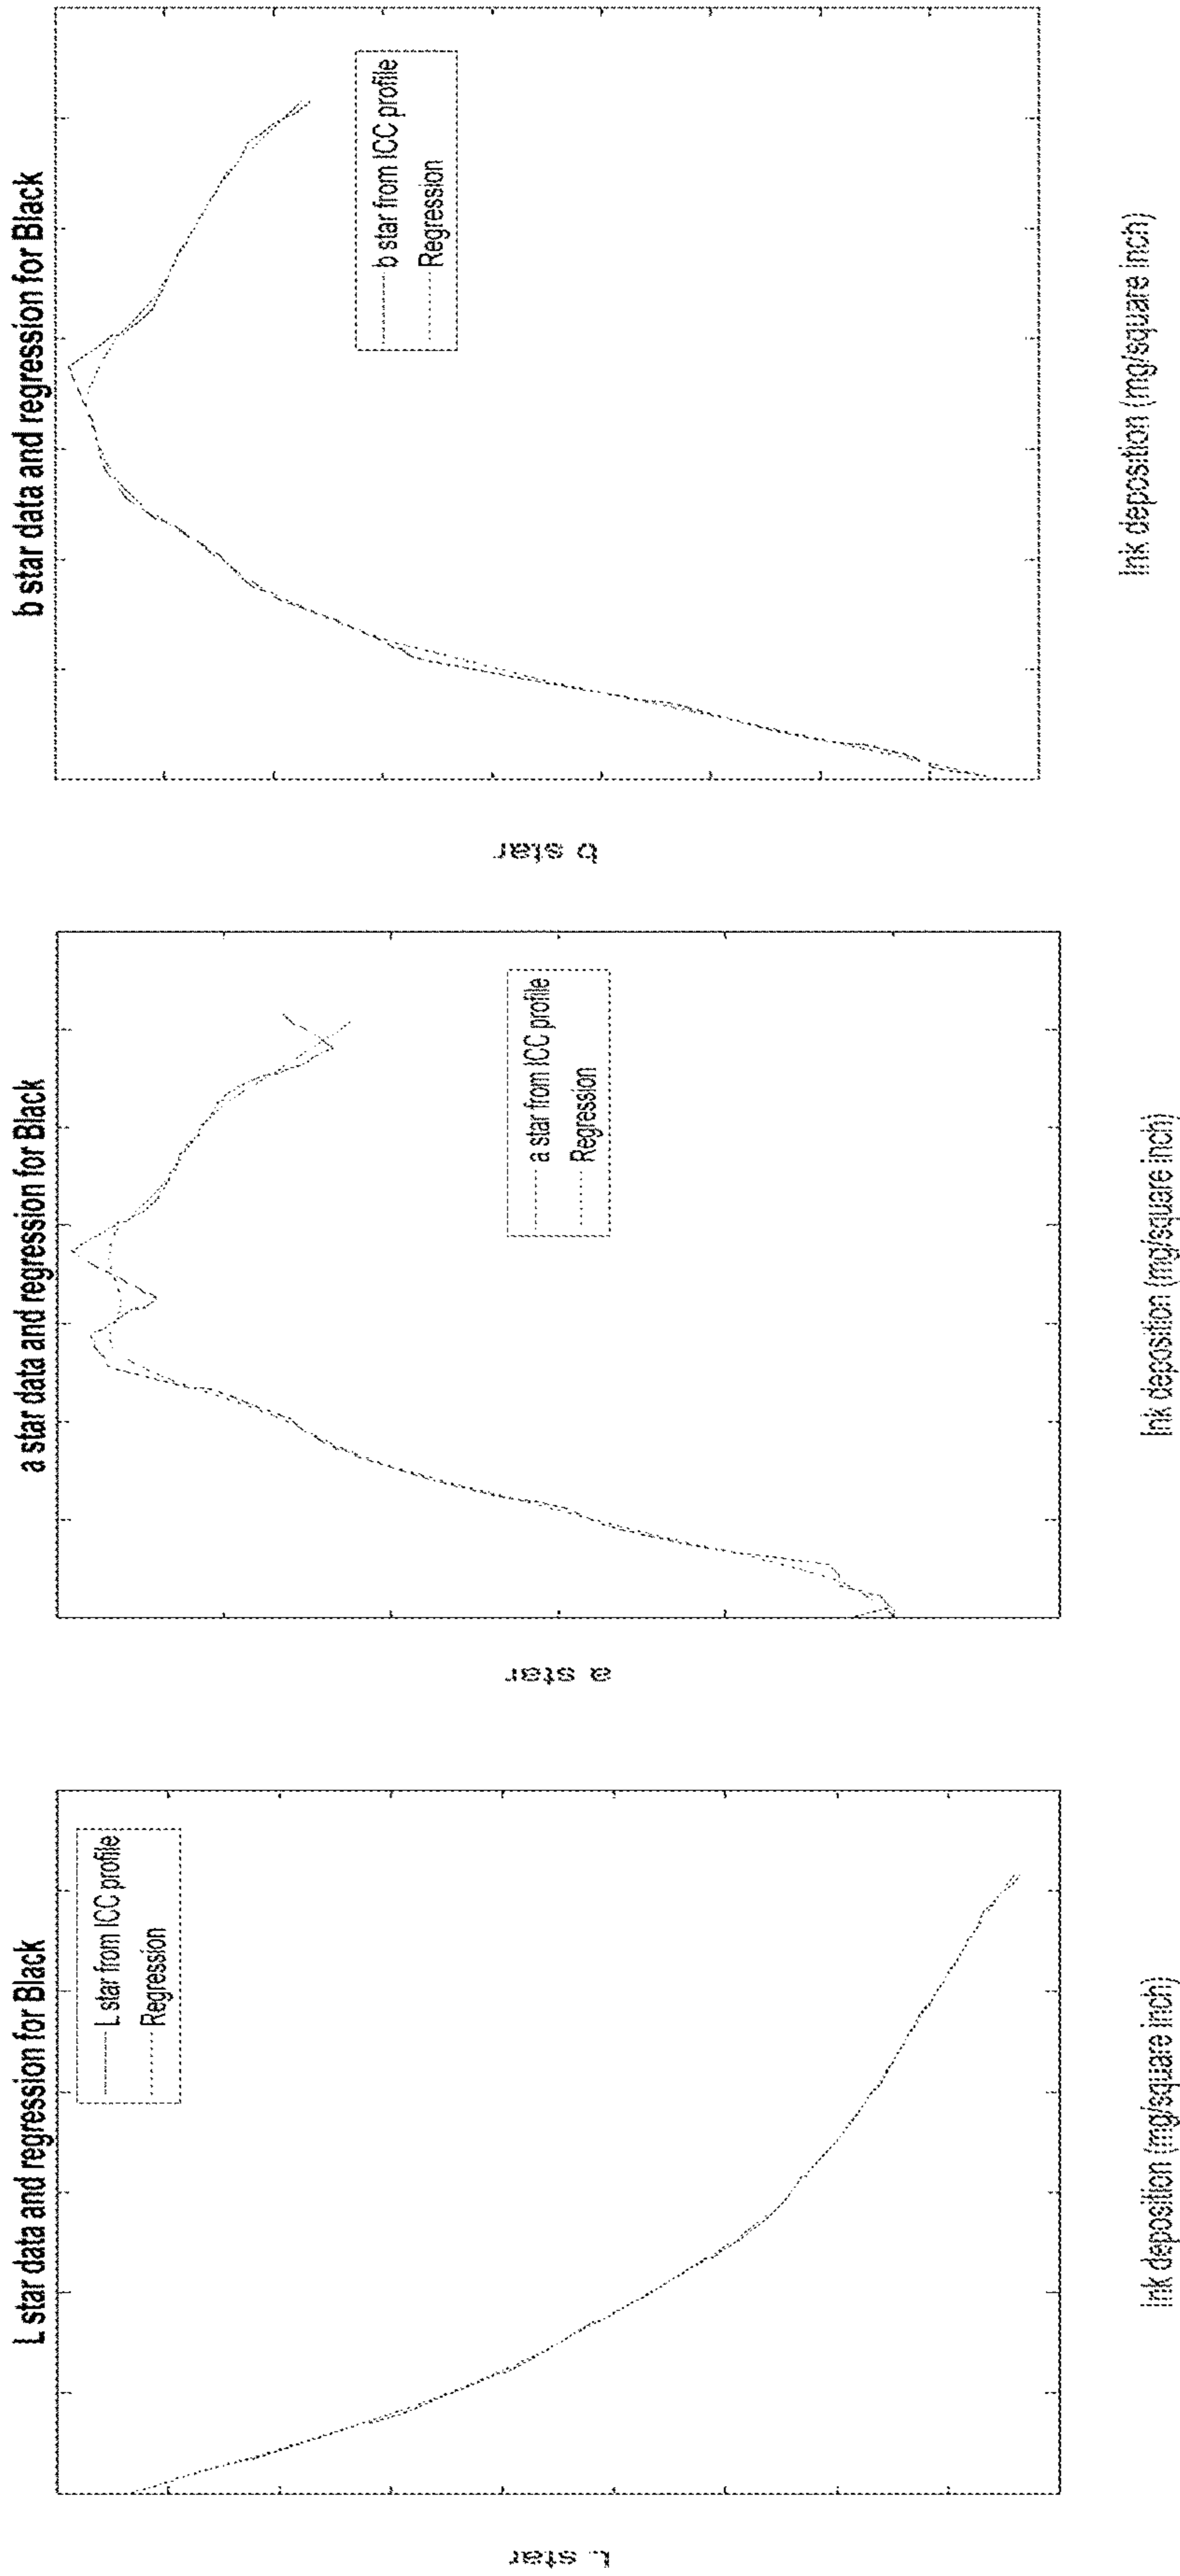 L star data and regression for Black
L star from ICC profile
Regression
L star
Ink deposition (mg/square inch)
a star data and regression for Black
a star from ICC profile
Regression
a star
Ink deposition (mg/square inch)
b star data and regression for Black
b star from ICC profile
Regression
b star
Ink deposition (mg/square inch)